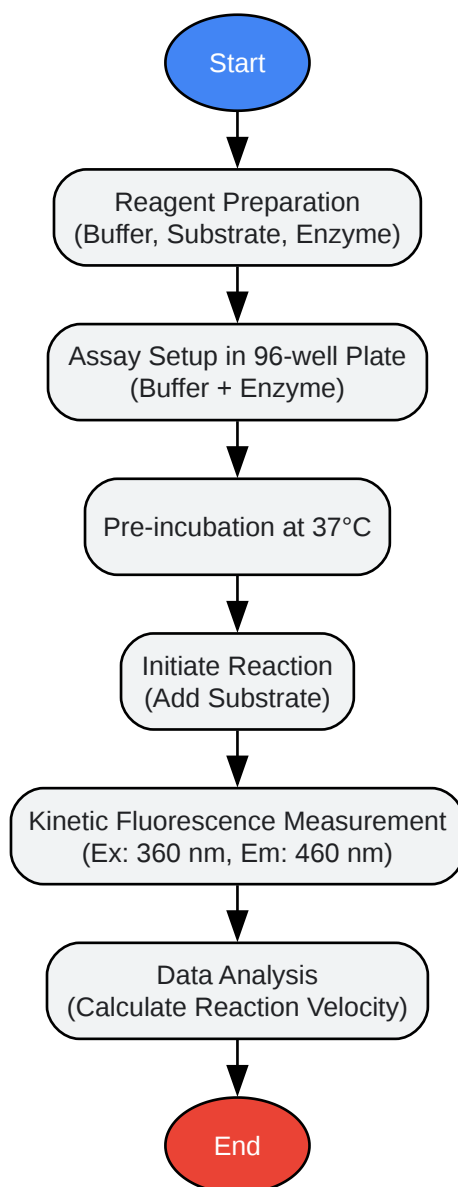 Start
Reagent Preparation
(Buffer, Substrate, Enzyme)
Assay Setup in 96-well Plate
(Buffer + Enzyme)
Pre-incubation at 37°C
Initiate Reaction
(Add Substrate)
Kinetic Fluorescence Measurement
(Ex: 360 nm, Em: 460 nm)
Data Analysis
(Calculate Reaction Velocity)
End